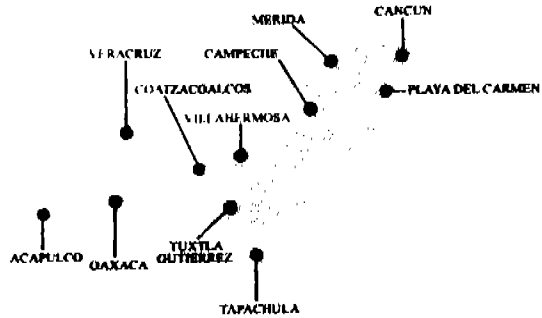 CANCUN
MERIDA
VERACRUZ
CAMPECHE
COATZACOALCOS
PLAYA DEL CARMEN
VILLAHERMOSA
ACAPULCO
OAXACA
TUXTLA
GUTIERREZ
TAPACHULA